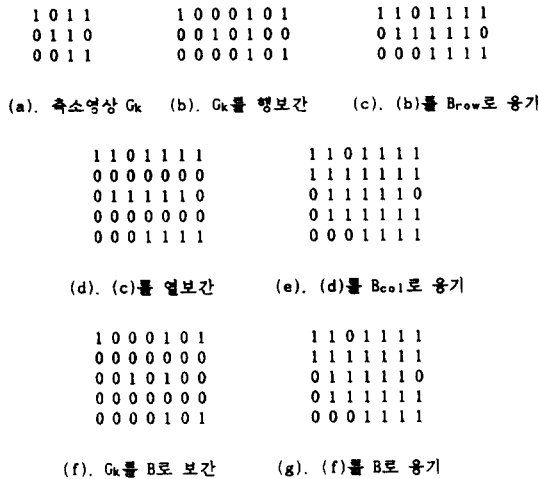 1 0 1 1 1 0 0 0 1 0 1 1 1 0 1 1 1 1
0 1 1 0 0 0 1 0 1 0 0 0 1 1 1 1 1 0
0 0 1 1 0 0 0 0 1 0 1 0 0 0 1 1 1 1
(a). 축소영상 Gk (b). Gk를 행보간 (c). (b)를 Brow로 융기
1 1 0 1 1 1 1 1 1 0 1 1 1 1
0 0 0 0 0 0 0 1 1 1 1 1 1 1
0 1 1 1 1 1 0 0 1 1 1 1 1 0
0 0 0 0 0 0 0 0 1 1 1 1 1 1
0 0 0 1 1 1 1 0 0 0 1 1 1 1
(d). (c)를 열보간 (e). (d)를 Bcol로 융기
1 0 0 0 1 0 1 1 1 0 1 1 1 1
0 0 0 0 0 0 0 1 1 1 1 1 1 1
0 0 1 0 1 0 0 0 1 1 1 1 1 0
0 0 0 0 0 0 0 0 1 1 1 1 1 1
0 0 0 0 1 0 1 0 0 0 1 1 1 1
(f). Gk를 B로 보간 (g). (f)를 B로 융기